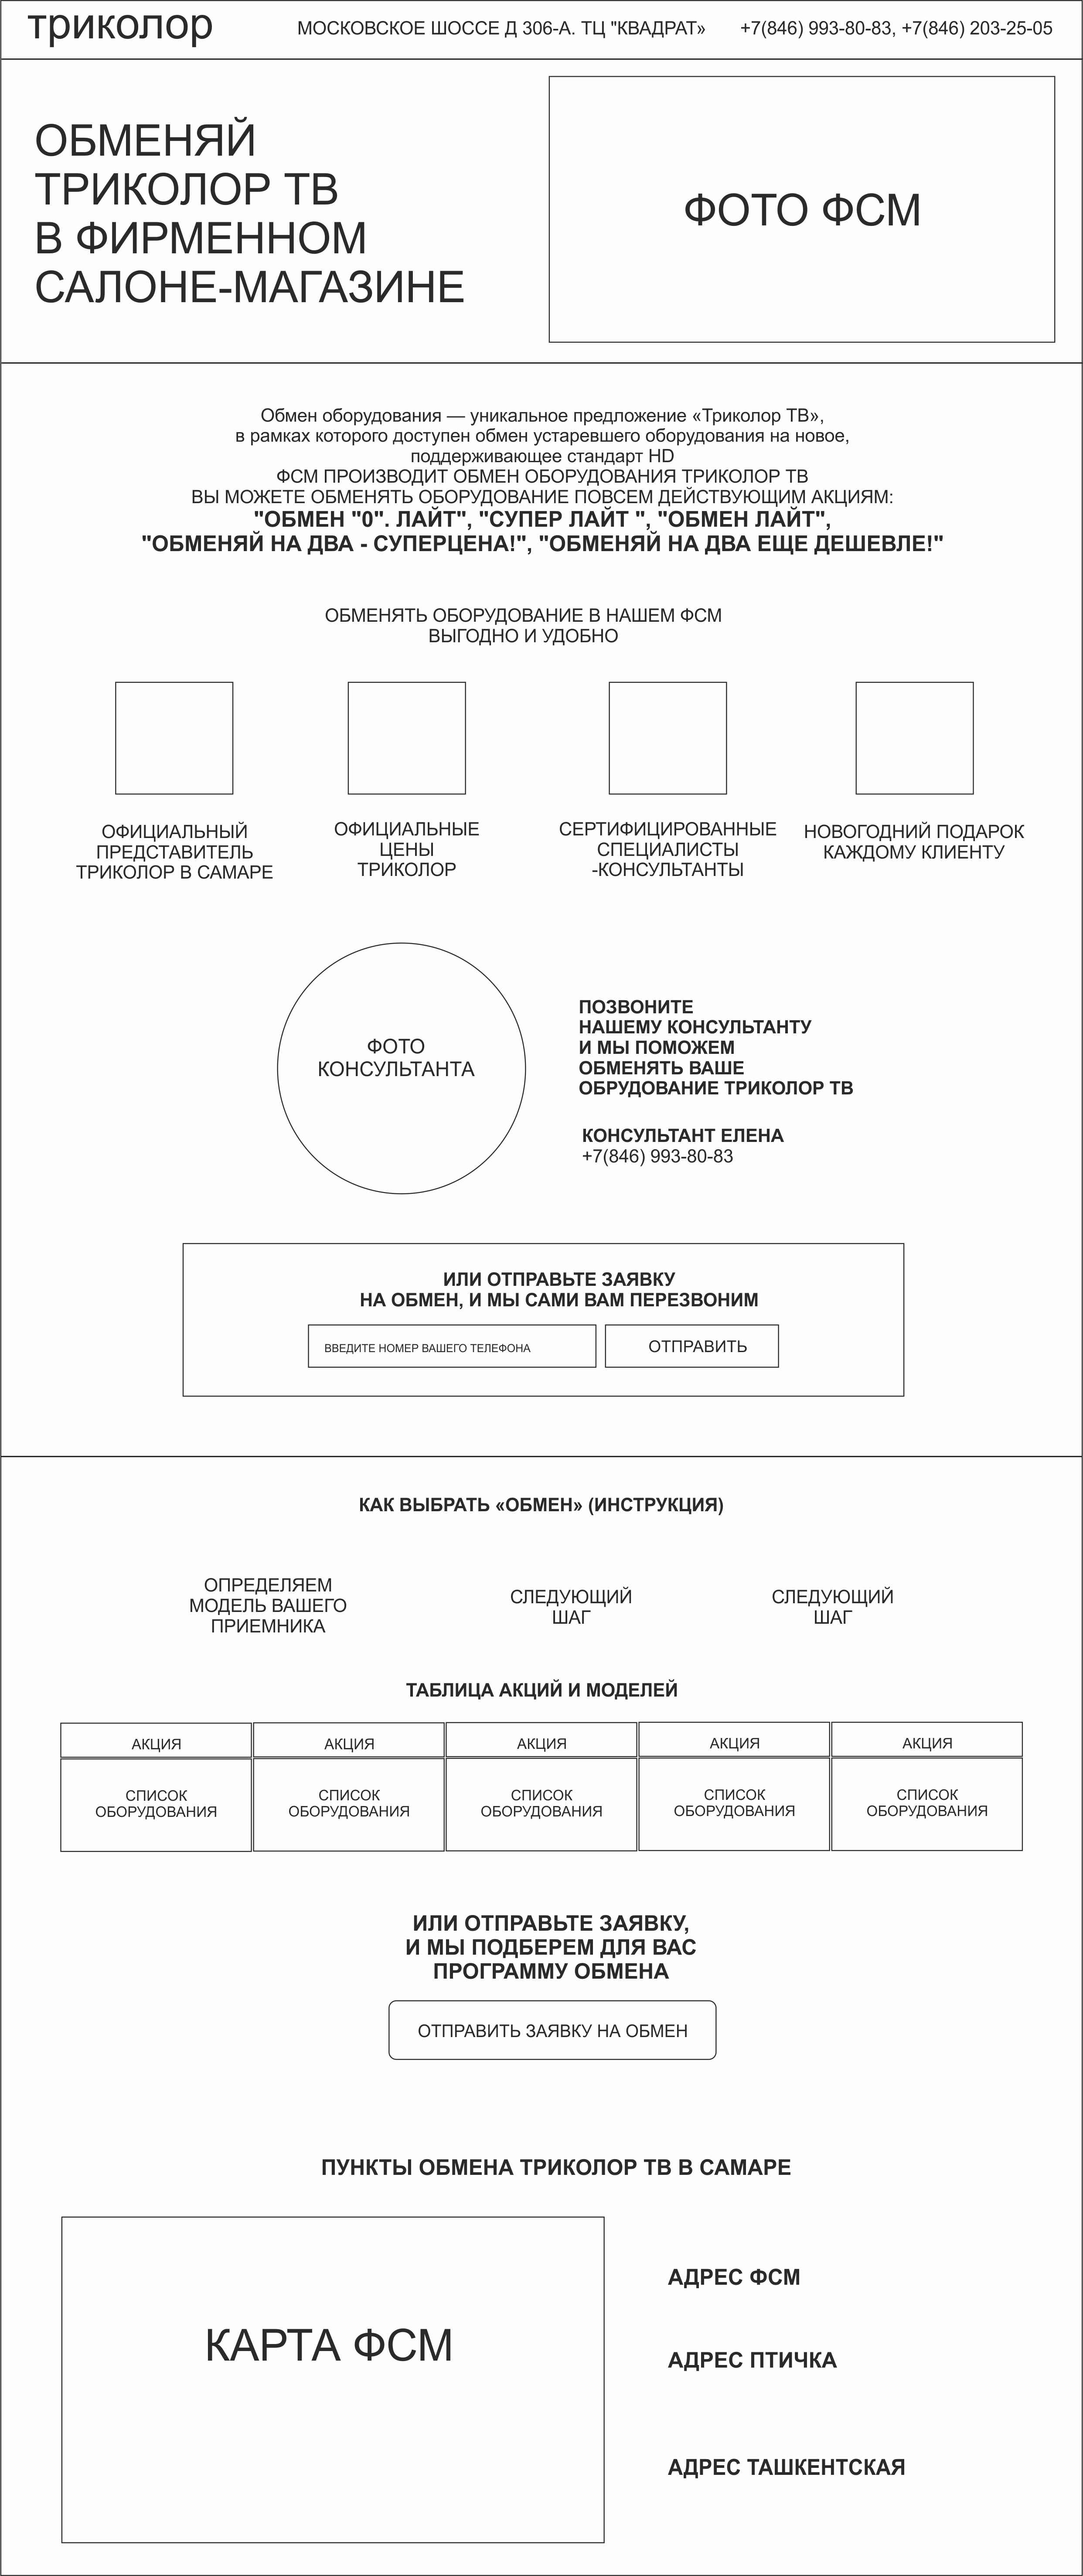 триколор
МОСКОВСКОЕ ШОССЕ Д 306-А. ТЦ "КВАДРАТ»
+7(846) 993-80-83, +7(846) 203-25-05
ОБМЕНЯЙ
ТРИКОЛОР ТВ
В ФИРМЕННОМ
САЛОНЕ-МАГАЗИНЕ
ФОТО ФСМ
Обмен оборудования — уникальное предложение «Триколор ТВ»,
в рамках которого доступен обмен устаревшего оборудования на новое,
поддерживающее стандарт HD
ФСМ ПРОИЗВОДИТ ОБМЕН ОБОРУДОВАНИЯ ТРИКОЛОР ТВ
ВЫ МОЖЕТЕ ОБМЕНЯТЬ ОБОРУДОВАНИЕ ПОВСЕМ ДЕЙСТВУЮЩИМ АКЦИЯМ:
"ОБМЕН "0". ЛАЙТ", "СУПЕР ЛАЙТ ", "ОБМЕН ЛАЙТ",
"ОБМЕНЯЙ НА ДВА - СУПЕРЦЕНА!", "ОБМЕНЯЙ НА ДВА ЕЩЕ ДЕШЕВЛЕ!"
ОБМЕНЯТЬ ОБОРУДОВАНИЕ В НАШЕМ ФСМ
ВЫГОДНО И УДОБНО
ОФИЦИАЛЬНЫЙ
ПРЕДСТАВИТЕЛЬ
ТРИКОЛОР В САМАРЕ
ОФИЦИАЛЬНЫЕ
ЦЕНЫ
ТРИКОЛОР
СЕРТИФИЦИРОВАННЫЕ
СПЕЦИАЛИСТЫ
-КОНСУЛЬТАНТЫ
НОВОГОДНИЙ ПОДАРОК
КАЖДОМУ КЛИЕНТУ
ФОТО
КОНСУЛЬТАНТА
ПОЗВОНИТЕ
НАШЕМУ КОНСУЛЬТАНТУ
И МЫ ПОМОЖЕМ
ОБМЕНЯТЬ ВАШЕ
ОБРУДОВАНИЕ ТРИКОЛОР ТВ
КОНСУЛЬТАНТ ЕЛЕНА
+7(846) 993-80-83
ИЛИ ОТПРАВЬТЕ ЗАЯВКУ
НА ОБМЕН, И МЫ САМИ ВАМ ПЕРЕЗВОНИМ
ВВЕДИТЕ НОМЕР ВАШЕГО ТЕЛЕФОНА
ОТПРАВИТЬ
КАК ВЫБРАТЬ «ОБМЕН» (ИНСТРУКЦИЯ)
ОПРЕДЕЛЯЕМ
МОДЕЛЬ ВАШЕГО
ПРИЕМНИКА
СЛЕДУЮЩИЙ
ШАГ
СЛЕДУЮЩИЙ
ШАГ
ТАБЛИЦА АКЦИЙ И МОДЕЛЕЙ
АКЦИЯ
АКЦИЯ
АКЦИЯ
АКЦИЯ
АКЦИЯ
СПИСОК
ОБОРУДОВАНИЯ
СПИСОК
ОБОРУДОВАНИЯ
СПИСОК
ОБОРУДОВАНИЯ
СПИСОК
ОБОРУДОВАНИЯ
СПИСОК
ОБОРУДОВАНИЯ
ИЛИ ОТПРАВЬТЕ ЗАЯВКУ,
И МЫ ПОДБЕРЕМ ДЛЯ ВАС
ПРОГРАММУ ОБМЕНА
ОТПРАВИТЬ ЗАЯВКУ НА ОБМЕН
ПУНКТЫ ОБМЕНА ТРИКОЛОР ТВ В САМАРЕ
КАРТА ФСМ
АДРЕС ФСМ
АДРЕС ПТИЧКА
АДРЕС ТАШКЕНТСКАЯ